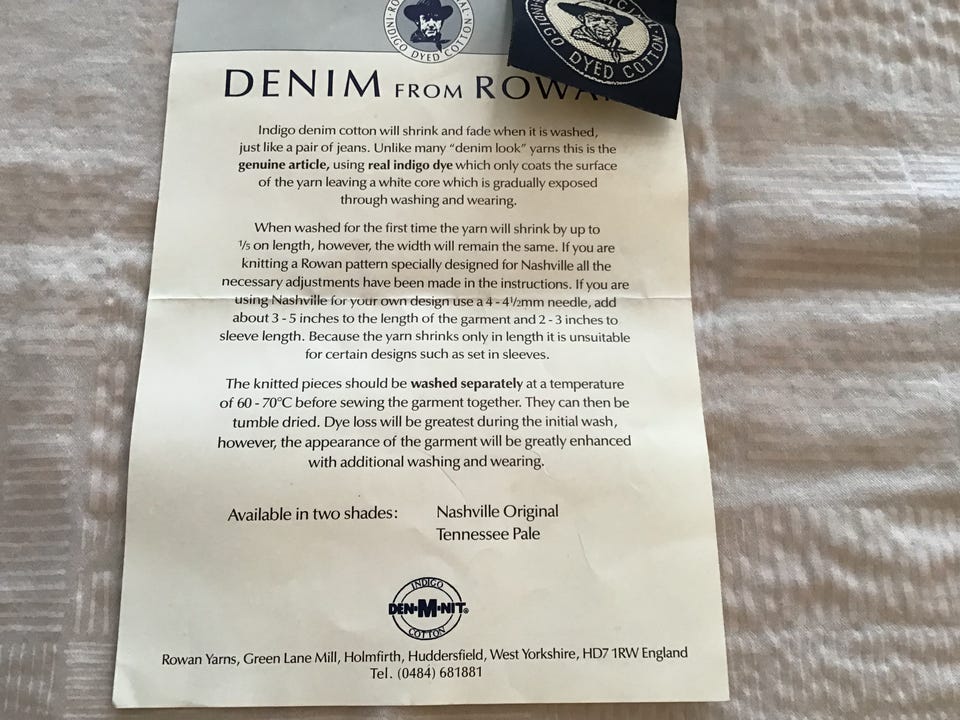 INDIGO DYED COTTON
INDIGO DYED COTTON
DENIM FROM
Indigo denim cotton will shrink and fade when it is washed,
just like a pair of jeans. Unlike many "denim look" yarns this is the
genuine article, using real indigo dye which only coats the surface
of the yarn leaving a white core which is gradually exposed
through washing and wearing.
When washed for the first time the yarn will shrink by up to
1/5 on length, however, the width will remain the same. If you are
knitting a Rowan pattern specially designed for Nashville all the
necessary adjustments have been made in the instructions. If you are
using Nashville for your own design use a 4 - 4½mm needle, add
about 3 - 5 inches to the length of the garment and 2 - 3 inches to
sleeve length. Because the yarn shrinks only in length it is unsuitable
for certain designs such as set in sleeves.
The knitted pieces should be washed separately at a temperature
of 60 - 70°C before sewing the garment together. They can then be
tumble dried. Dye loss will be greatest during the initial wash,
however, the appearance of the garment will be greatly enhanced
with additional washing and wearing.
Available in two shades: Nashville Original
Tennessee Pale
INDIGO
DEN·M·NIT®
COTTON
Rowan Yarns, Green Lane Mill, Holmfirth, Huddersfield, West Yorkshire, HD7 1RW England
Tel. (0484) 681881